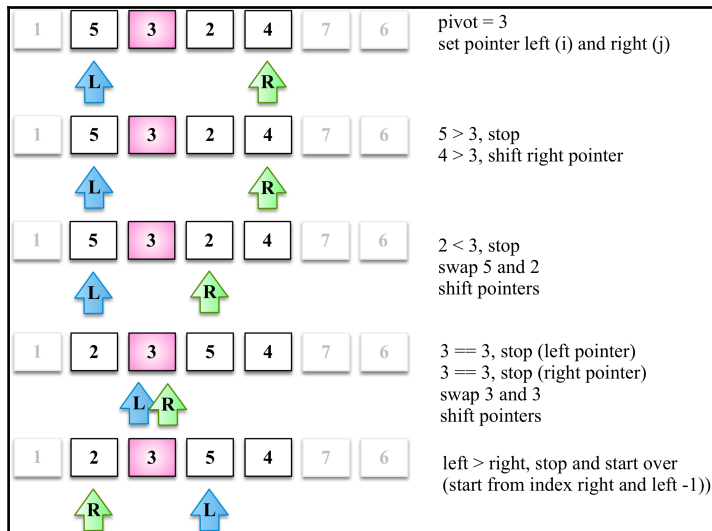 1 5 3 2 4 7 6
pivot = 3
set pointer left (i) and right (j)
L R
1 5 3 2 4 7 6
5 > 3, stop
4 > 3, shift right pointer
L R
1 5 3 2 4 7 6
2 < 3, stop
swap 5 and 2
shift pointers
L R
1 2 3 5 4 7 6
3 == 3, stop (left pointer)
3 == 3, stop (right pointer)
swap 3 and 3
shift pointers
L R
1 2 3 5 4 7 6
left > right, stop and start over
(start from index right and left -1))
R L